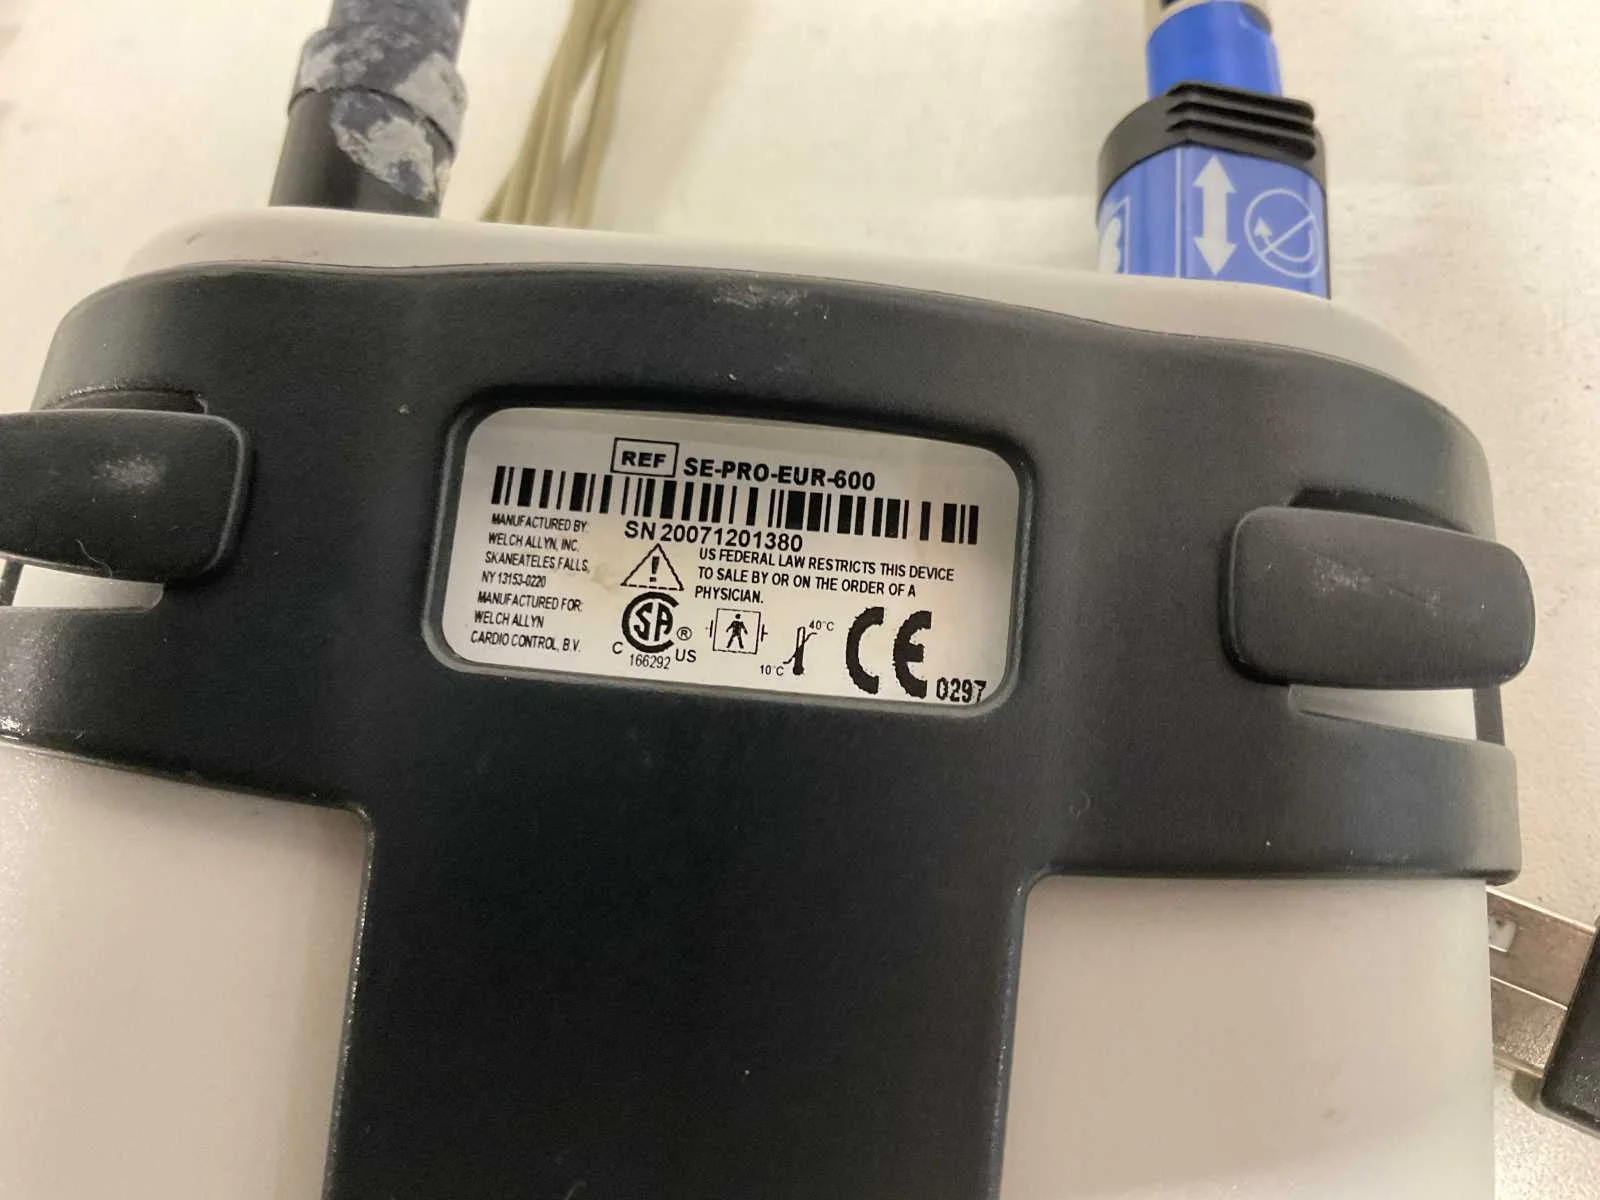 REF SE-PRO-EUR-600
SN 20071201380
MANUFACTURED BY:
WELCH ALLYN, INC.
SKANEATELES FALLS,
NY 13153-0220
MANUFACTURED FOR:
WELCH ALLYN
CARDIO CONTROL, B.V.
US FEDERAL LAW RESTRICTS THIS DEVICE
TO SALE BY OR ON THE ORDER OF A
PHYSICIAN.
SA ®
C 166292 US
40°C
10°C
CE 0297